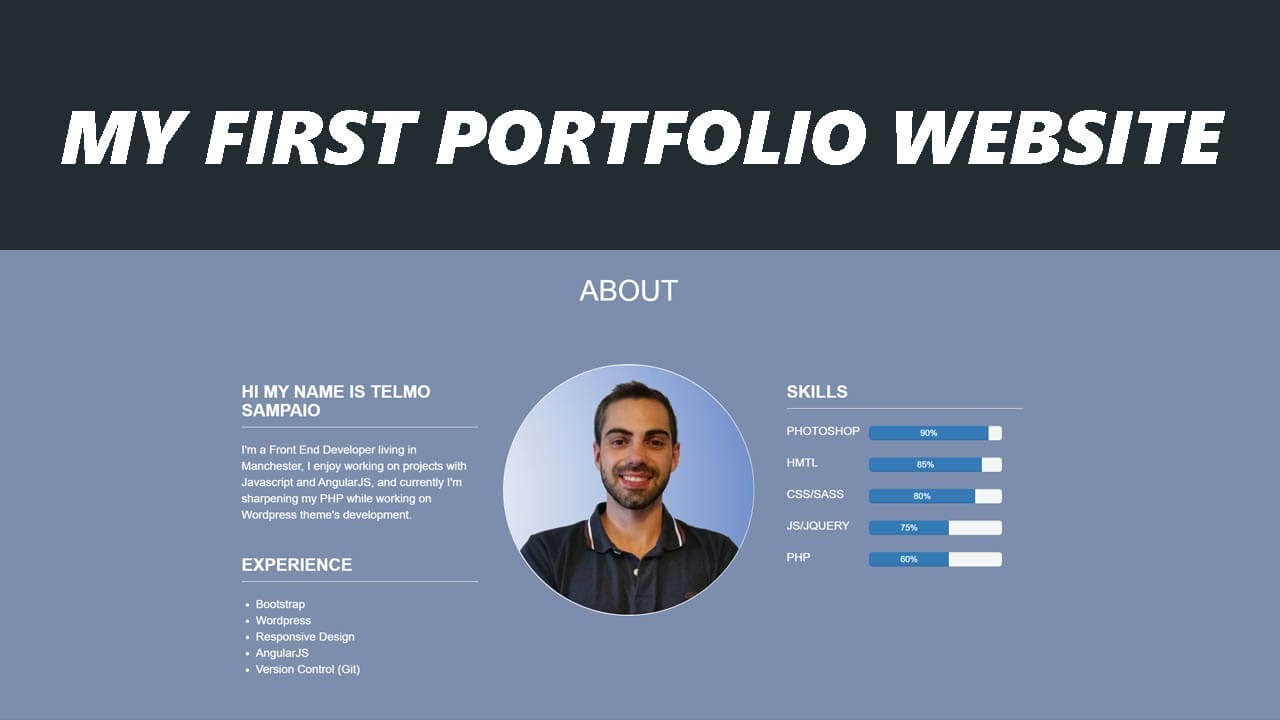 MY FIRST PORTFOLIO WEBSITE
ABOUT
HI MY NAME IS TELMO
SAMPAIO
I'm a Front End Developer living in
Manchester, I enjoy working on projects with
Javascript and AngularJS, and currently I'm
sharpening my PHP while working on
Wordpress theme's development.
EXPERIENCE
• Bootstrap
• Wordpress
• Responsive Design
• AngularJS
• Version Control (Git)
SKILLS
PHOTOSHOP 90%
HMTL 85%
CSS/SASS 80%
JS/JQUERY 75%
PHP 60%